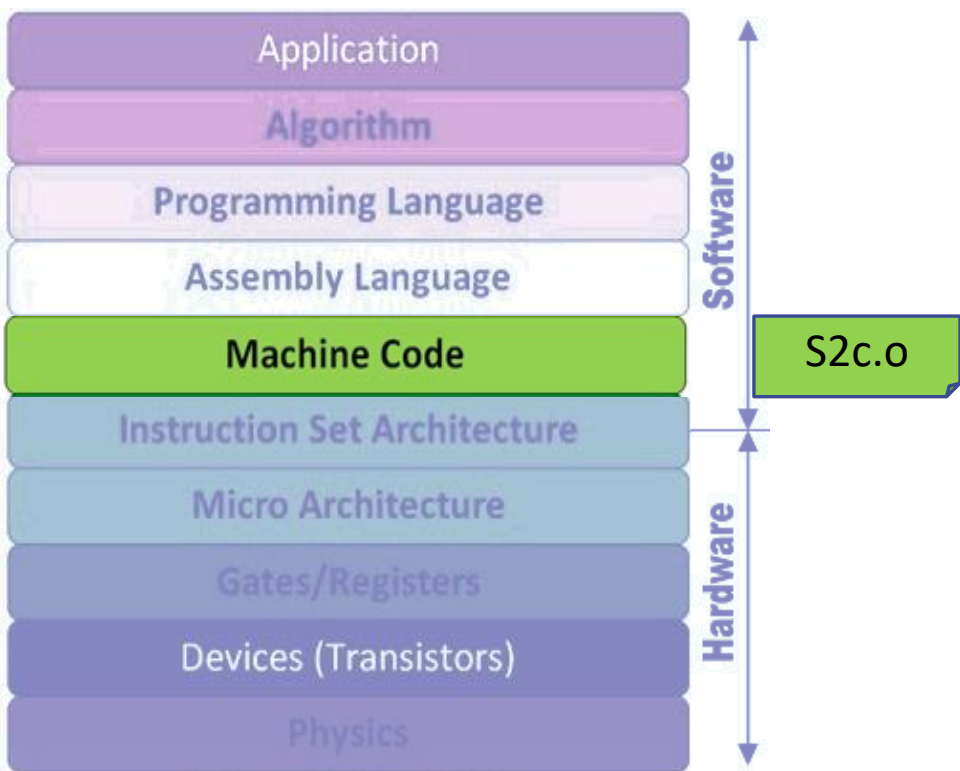 Application
Algorithm
Programming Language
Assembly Language
Machine Code
Instruction Set Architecture
Micro Architecture
Gates/Registers
Devices (Transistors)
Physics
Software
Hardware
S2c.o